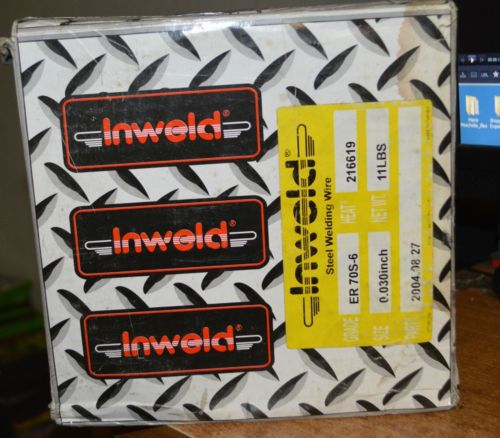 Inweld®
Inweld®
Inweld®
Inweld®
Steel Welding Wire
GRADE ER 70S-6 HEAT 216619
SIZE 0.030inch NET WT. 11LBS
2004.08.27